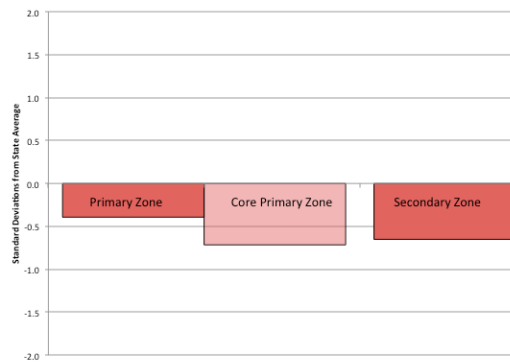 2.0
1.5
1.0
0.5
0.0
-0.5
-1.0
-1.5
-2.0
Standard Deviations from State Average
Primary Zone
Core Primary Zone
Secondary Zone